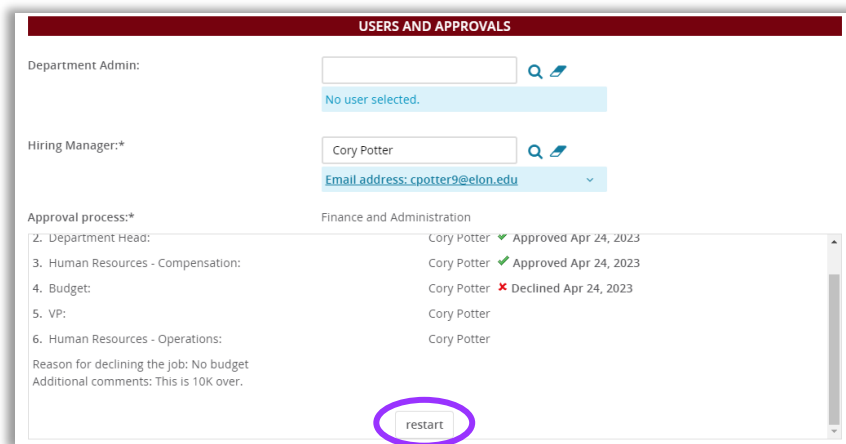 USERS AND APPROVALS
Department Admin:
No user selected.
Hiring Manager:* Cory Potter
Email address: cpotter9@elon.edu
Approval process:* Finance and Administration
2. Department Head: Cory Potter ✔ Approved Apr 24, 2023
3. Human Resources - Compensation: Cory Potter ✔ Approved Apr 24, 2023
4. Budget: Cory Potter ✘ Declined Apr 24, 2023
5. VP: Cory Potter
6. Human Resources - Operations: Cory Potter
Reason for declining the job: No budget
Additional comments: This is 10K over.
restart